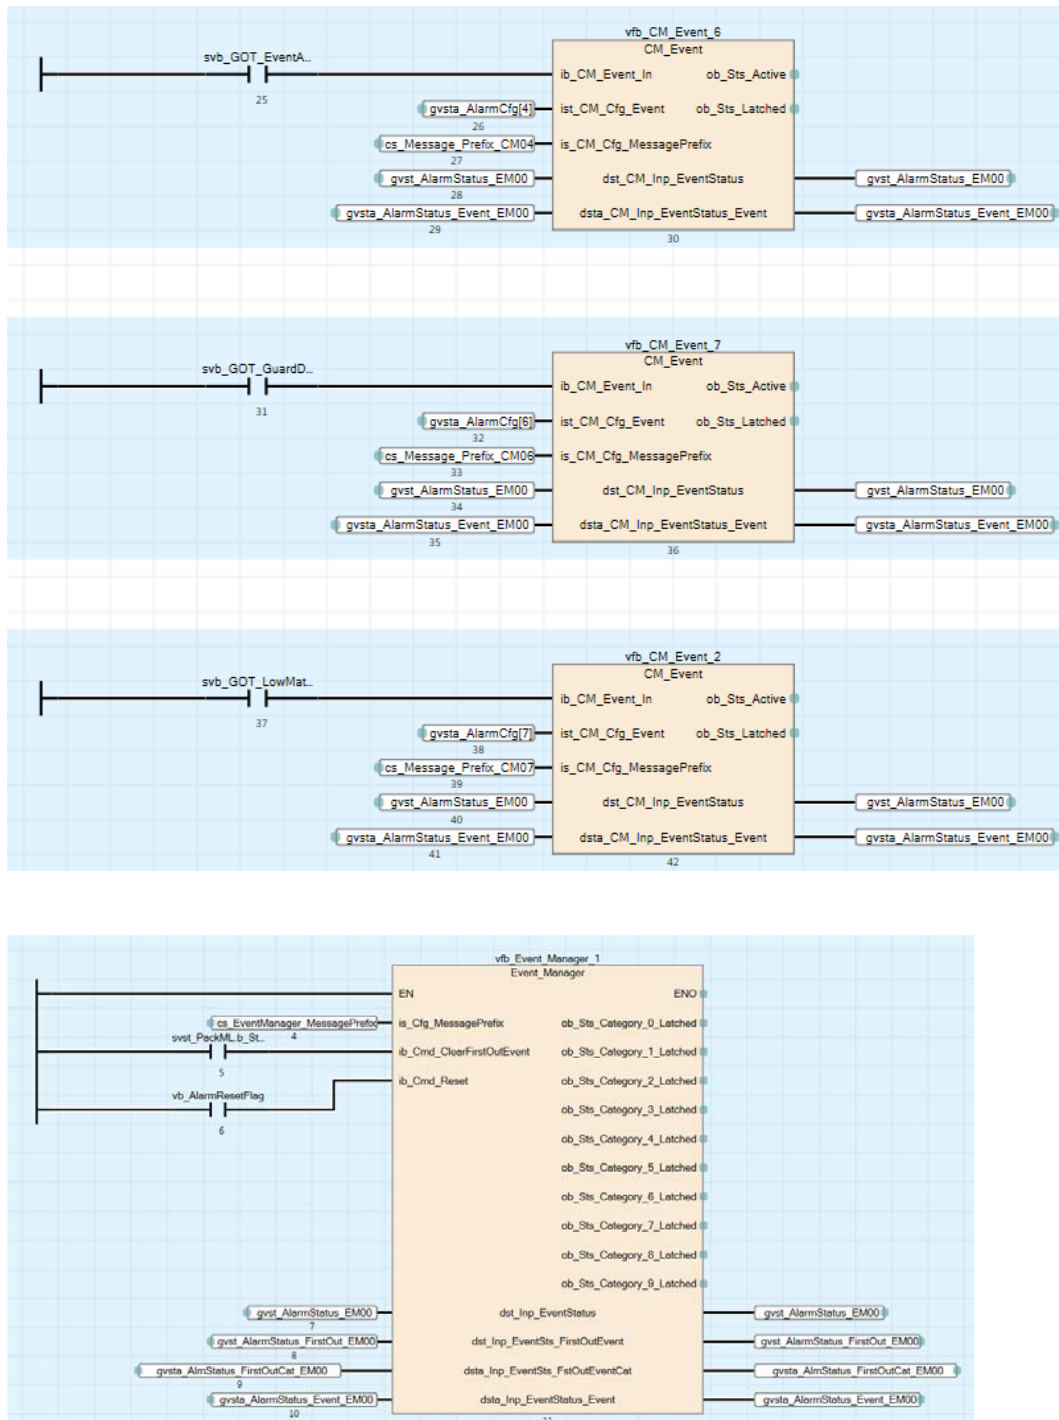 vfb_CM_Event_6
CM_Event
svb_GOT_EventA...
25
ib_CM_Event_In ob_Sts_Active
gvsta_AlarmCfg[4] ist_CM_Cfg_Event ob_Sts_Latched
26
cs_Message_Prefix_CM04 is_CM_Cfg_MessagePrefix
27
gvst_AlarmStatus_EM00 dst_CM_Inp_EventStatus gvst_AlarmStatus_EM00
28
gvsta_AlarmStatus_Event_EM00 dsta_CM_Inp_EventStatus_Event gvsta_AlarmStatus_Event_EM00
29
30
vfb_CM_Event_7
CM_Event
svb_GOT_GuardD...
31
ib_CM_Event_In ob_Sts_Active
gvsta_AlarmCfg[6] ist_CM_Cfg_Event ob_Sts_Latched
32
cs_Message_Prefix_CM06 is_CM_Cfg_MessagePrefix
33
gvst_AlarmStatus_EM00 dst_CM_Inp_EventStatus gvst_AlarmStatus_EM00
34
gvsta_AlarmStatus_Event_EM00 dsta_CM_Inp_EventStatus_Event gvsta_AlarmStatus_Event_EM00
35
36
vfb_CM_Event_2
CM_Event
svb_GOT_LowMat...
37
ib_CM_Event_In ob_Sts_Active
gvsta_AlarmCfg[7] ist_CM_Cfg_Event ob_Sts_Latched
38
cs_Message_Prefix_CM07 is_CM_Cfg_MessagePrefix
39
gvst_AlarmStatus_EM00 dst_CM_Inp_EventStatus gvst_AlarmStatus_EM00
40
gvsta_AlarmStatus_Event_EM00 dsta_CM_Inp_EventStatus_Event gvsta_AlarmStatus_Event_EM00
41
42
vfb_Event_Manager_1
Event_Manager
EN ENO
cs_EventManager_MessagePrefix is_Cfg_MessagePrefix ob_Sts_Category_0_Latched
4
svst_PackML.b_St...
5
ib_Cmd_ClearFirstOutEvent ob_Sts_Category_1_Latched
ib_Cmd_Reset ob_Sts_Category_2_Latched
vb_AlarmResetFlag
6
ob_Sts_Category_3_Latched
ob_Sts_Category_4_Latched
ob_Sts_Category_5_Latched
ob_Sts_Category_6_Latched
ob_Sts_Category_7_Latched
ob_Sts_Category_8_Latched
ob_Sts_Category_9_Latched
gvst_AlarmStatus_EM00 dst_Inp_EventStatus gvst_AlarmStatus_EM00
7
gvst_AlarmStatus_FirstOut_EM00 dst_Inp_EventSts_FirstOutEvent gvst_AlarmStatus_FirstOut_EM00
8
gvsta_AlmStatus_FirstOutCat_EM00 dsta_Inp_EventSts_FstOutEventCat gvsta_AlmStatus_FirstOutCat_EM00
9
gvsta_AlarmStatus_Event_EM00 dsta_Inp_EventStatus_Event gvsta_AlarmStatus_Event_EM00
10